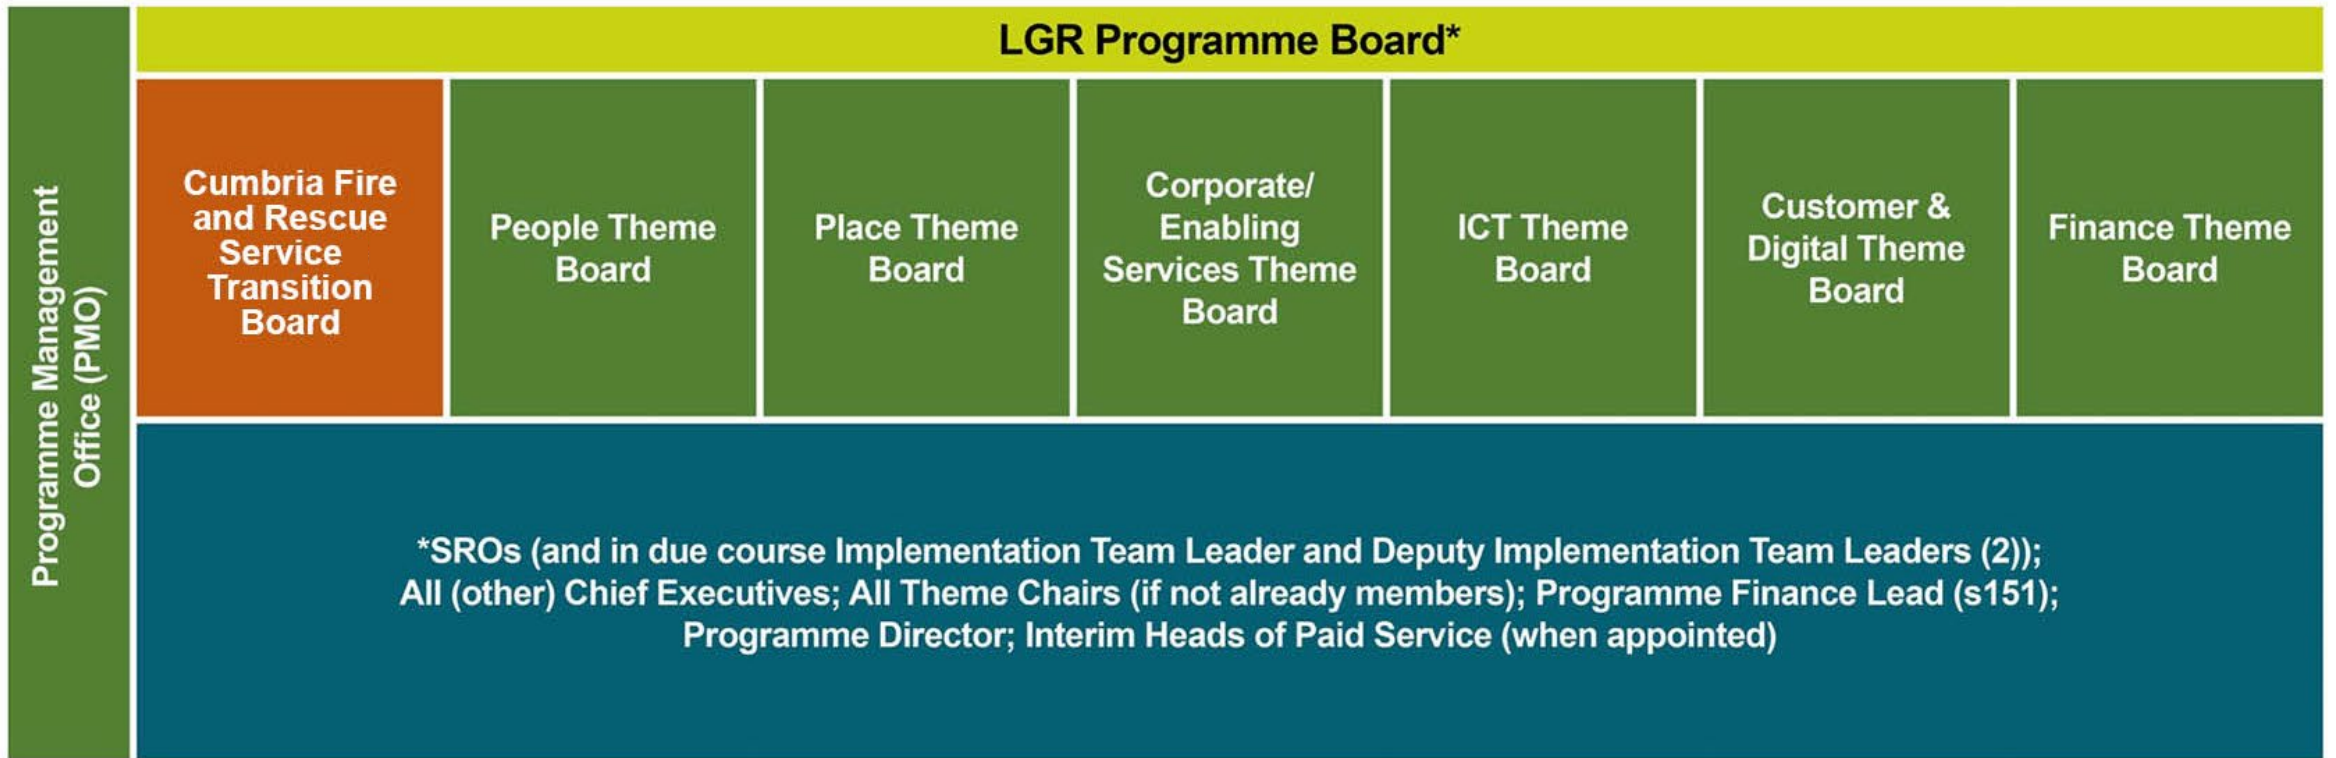 Programme Management
Office (PMO)
LGR Programme Board*
Cumbria Fire
and Rescue
Service
Transition
Board
People Theme
Board
Place Theme
Board
Corporate/
Enabling
Services Theme
Board
ICT Theme
Board
Customer &
Digital Theme
Board
Finance Theme
Board
*SROs (and in due course Implementation Team Leader and Deputy Implementation Team Leaders (2));
All (other) Chief Executives; All Theme Chairs (if not already members); Programme Finance Lead (s151);
Programme Director; Interim Heads of Paid Service (when appointed)